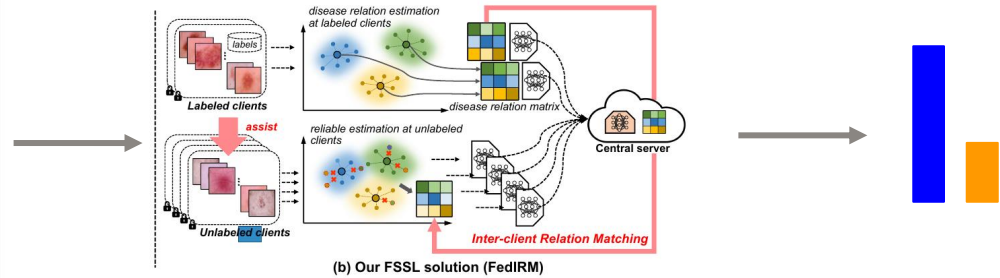 disease relation estimation
at labeled clients
labels
Labeled clients
disease relation matrix
assist
reliable estimation at unlabeled
clients
Central server
Unlabeled clients
Inter-client Relation Matching
(b) Our FSSL solution (FedIRM)